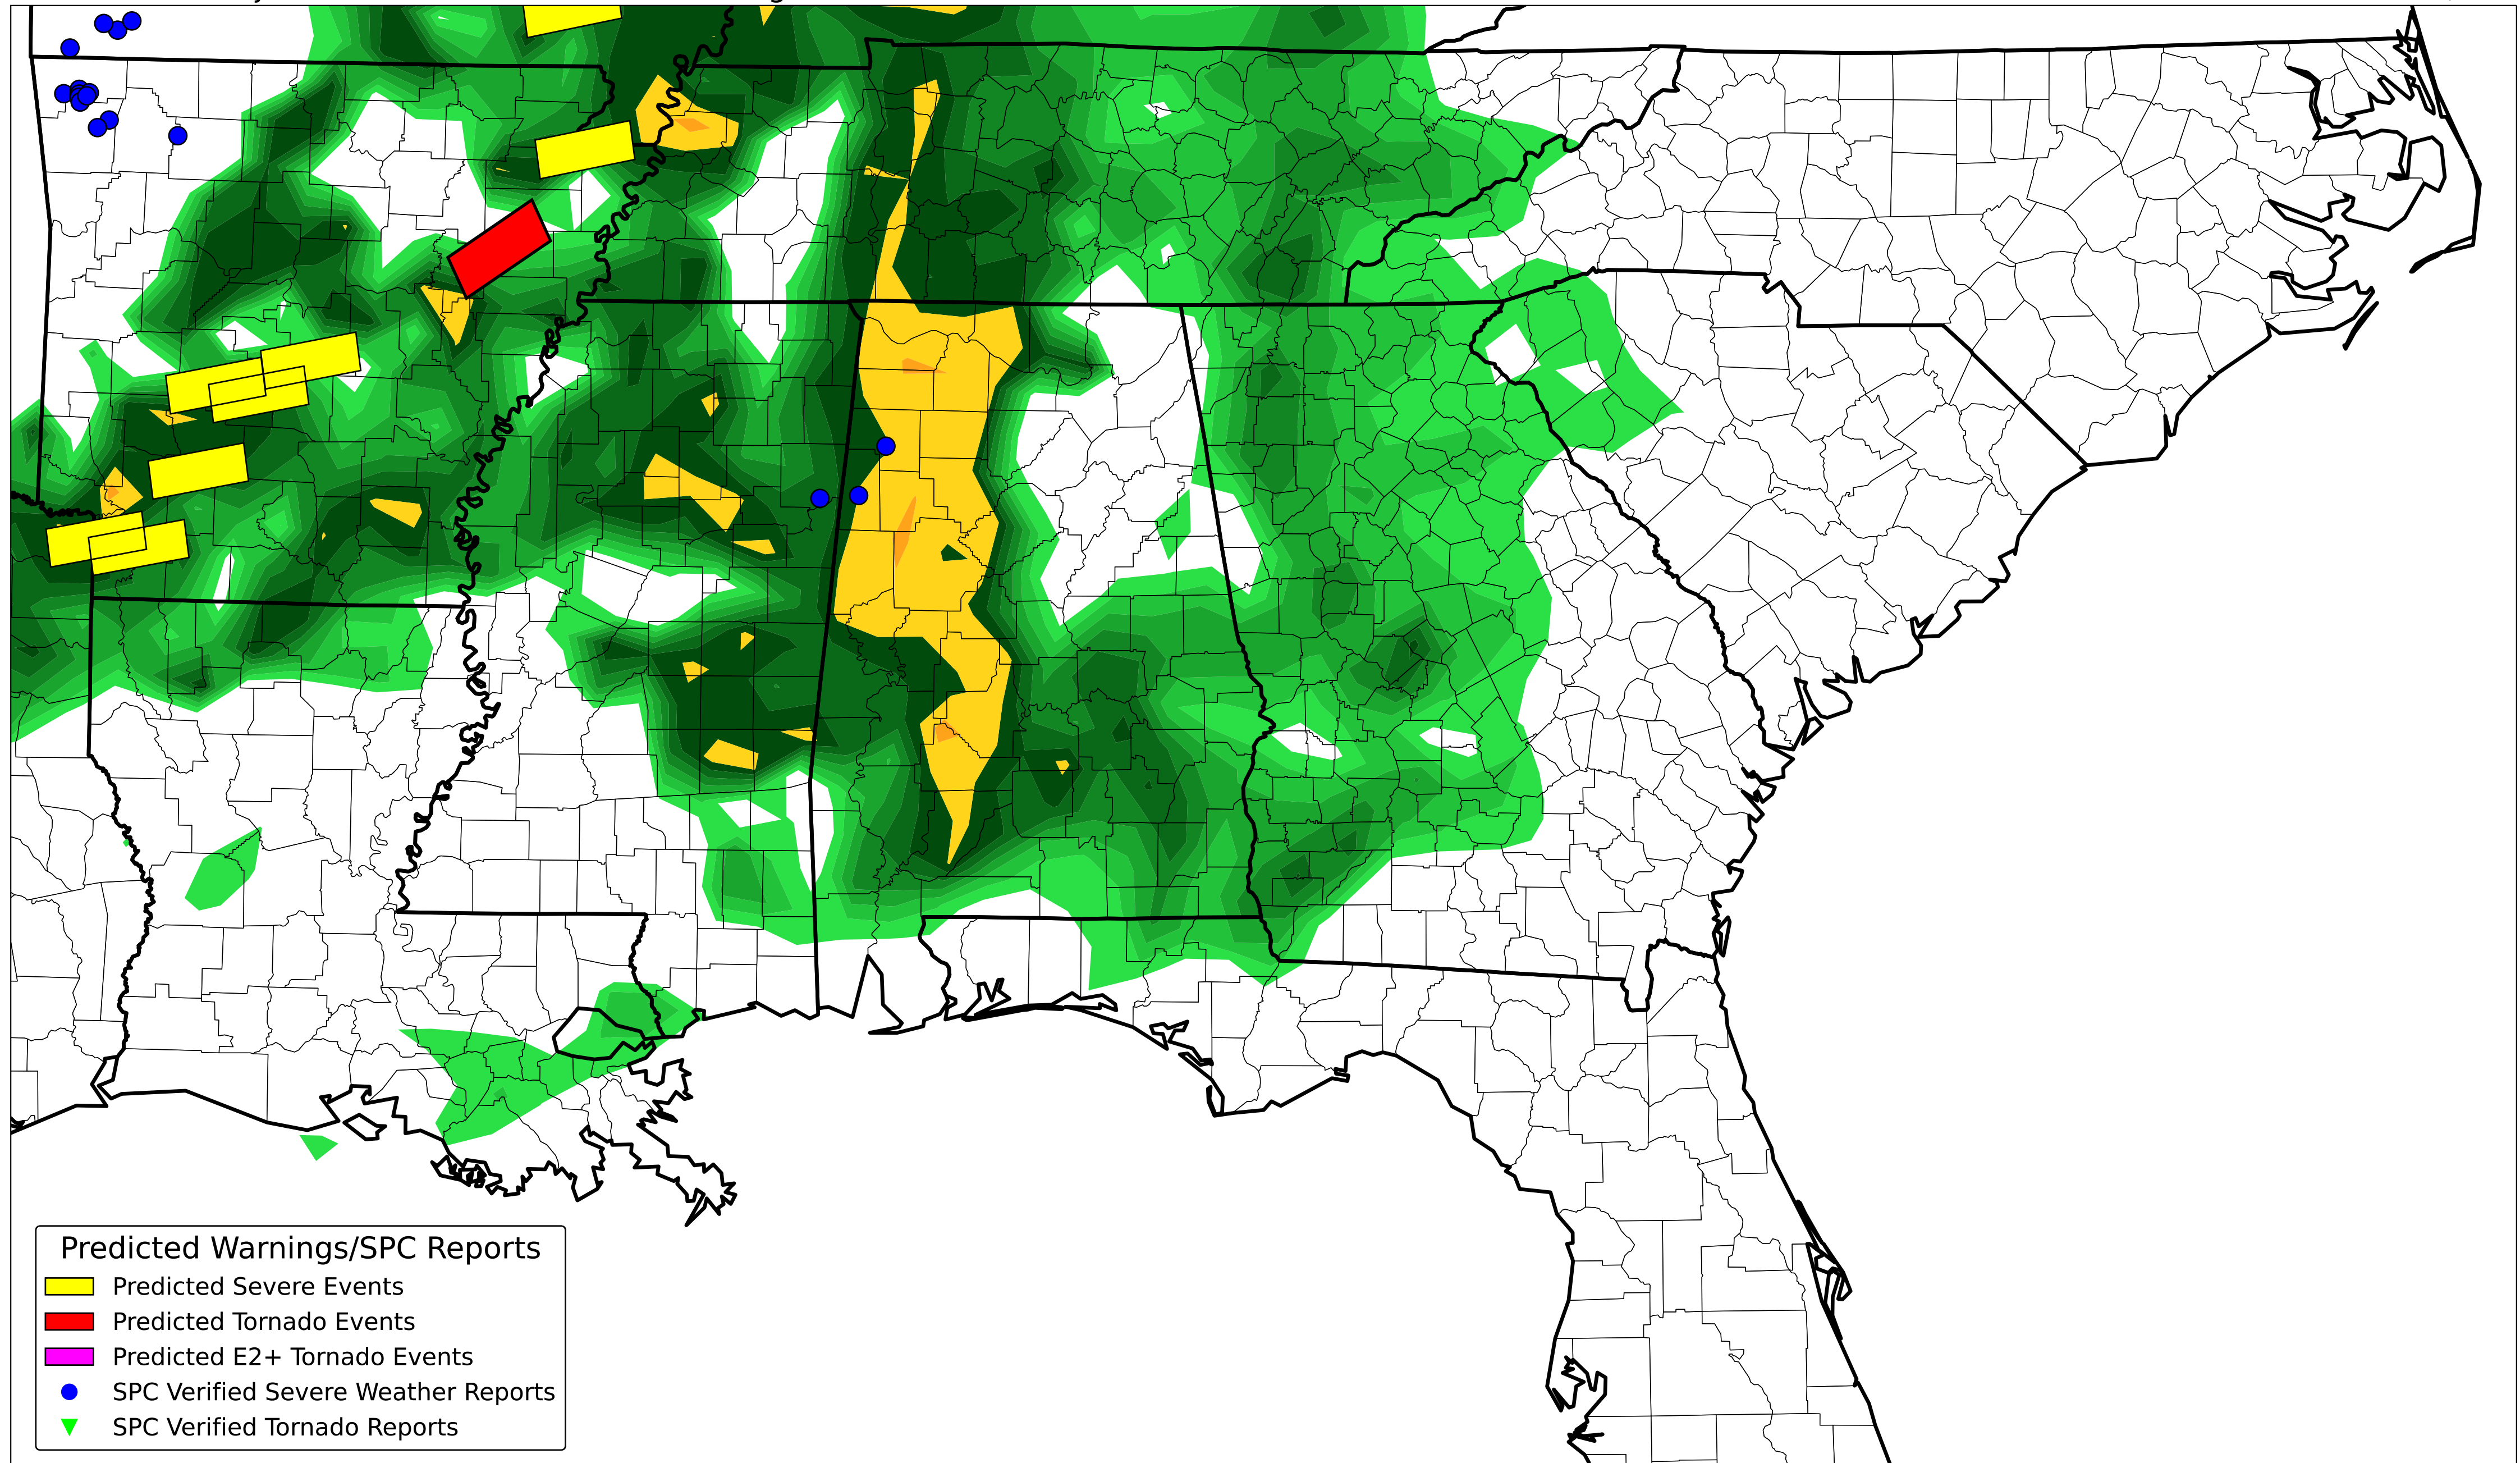 Predicted Warnings/SPC Reports
Predicted Severe Events
Predicted Tornado Events
Predicted E2+ Tornado Events
SPC Verified Severe Weather Reports
SPC Verified Tornado Reports